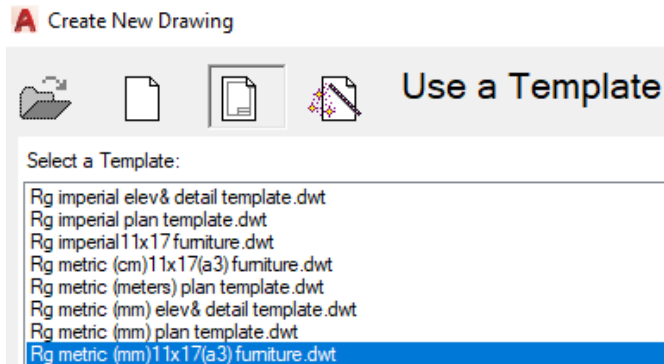 Create New Drawing
Use a Template
Select a Template:
Rg imperial elev& detail template.dwt
Rg imperial plan template.dwt
Rg imperial11x17 furniture.dwt
Rg metric (cm)11x17(a3) furniture.dwt
Rg metric (meters) plan template.dwt
Rg metric (mm) elev& detail template.dwt
Rg metric (mm) plan template.dwt
Rg metric (mm)11x17(a3) furniture.dwt